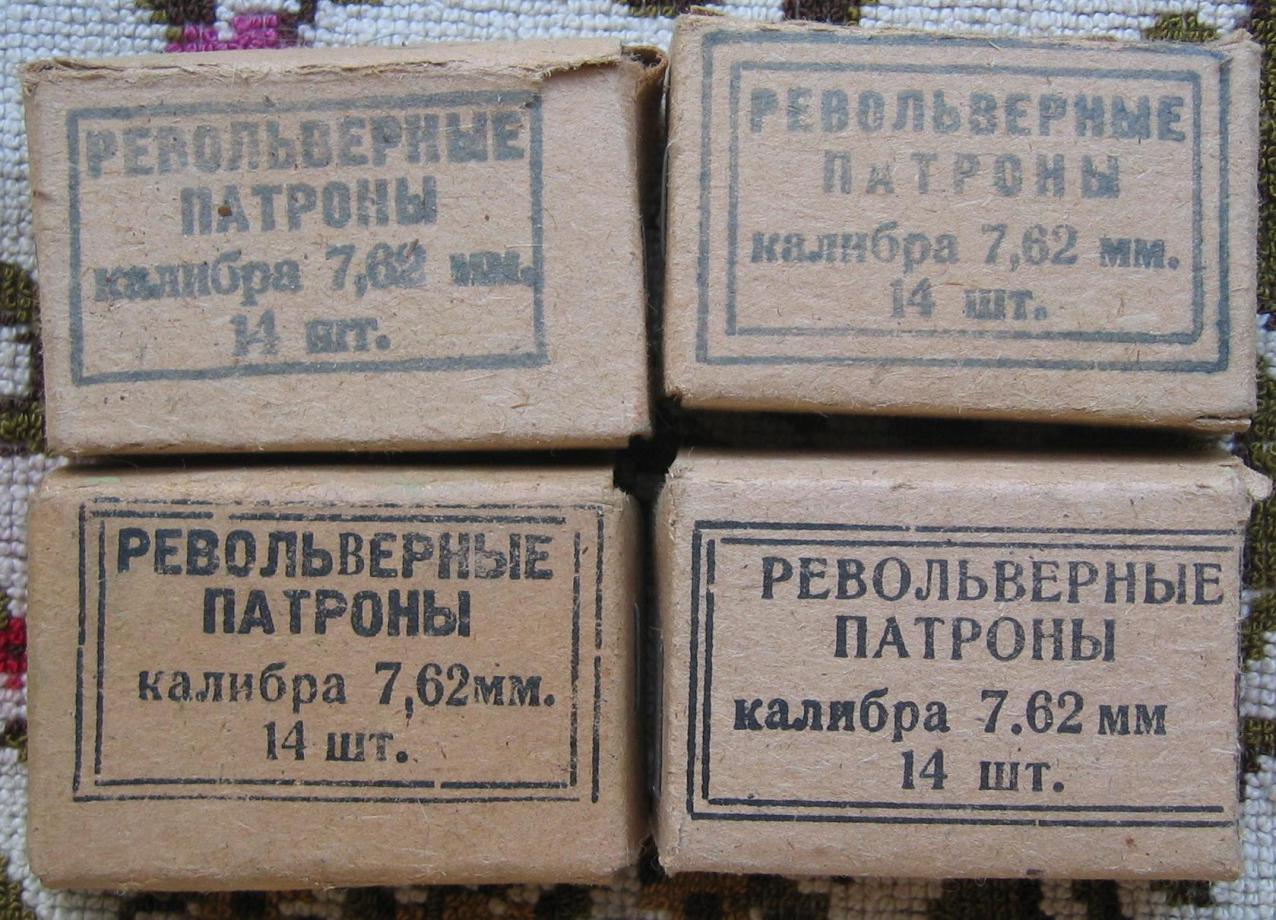 РЕВОЛЬВЕРНЫЕ
ПАТРОНЫ
калибра 7,62 мм.
14 шт.
РЕВОЛЬВЕРНЫЕ
ПАТРОНЫ
калибра 7,62 мм.
14 шт.
РЕВОЛЬВЕРНЫЕ
ПАТРОНЫ
калибра 7,62мм.
14 шт.
РЕВОЛЬВЕРНЫЕ
ПАТРОНЫ
калибра 7.62 мм
14 шт.